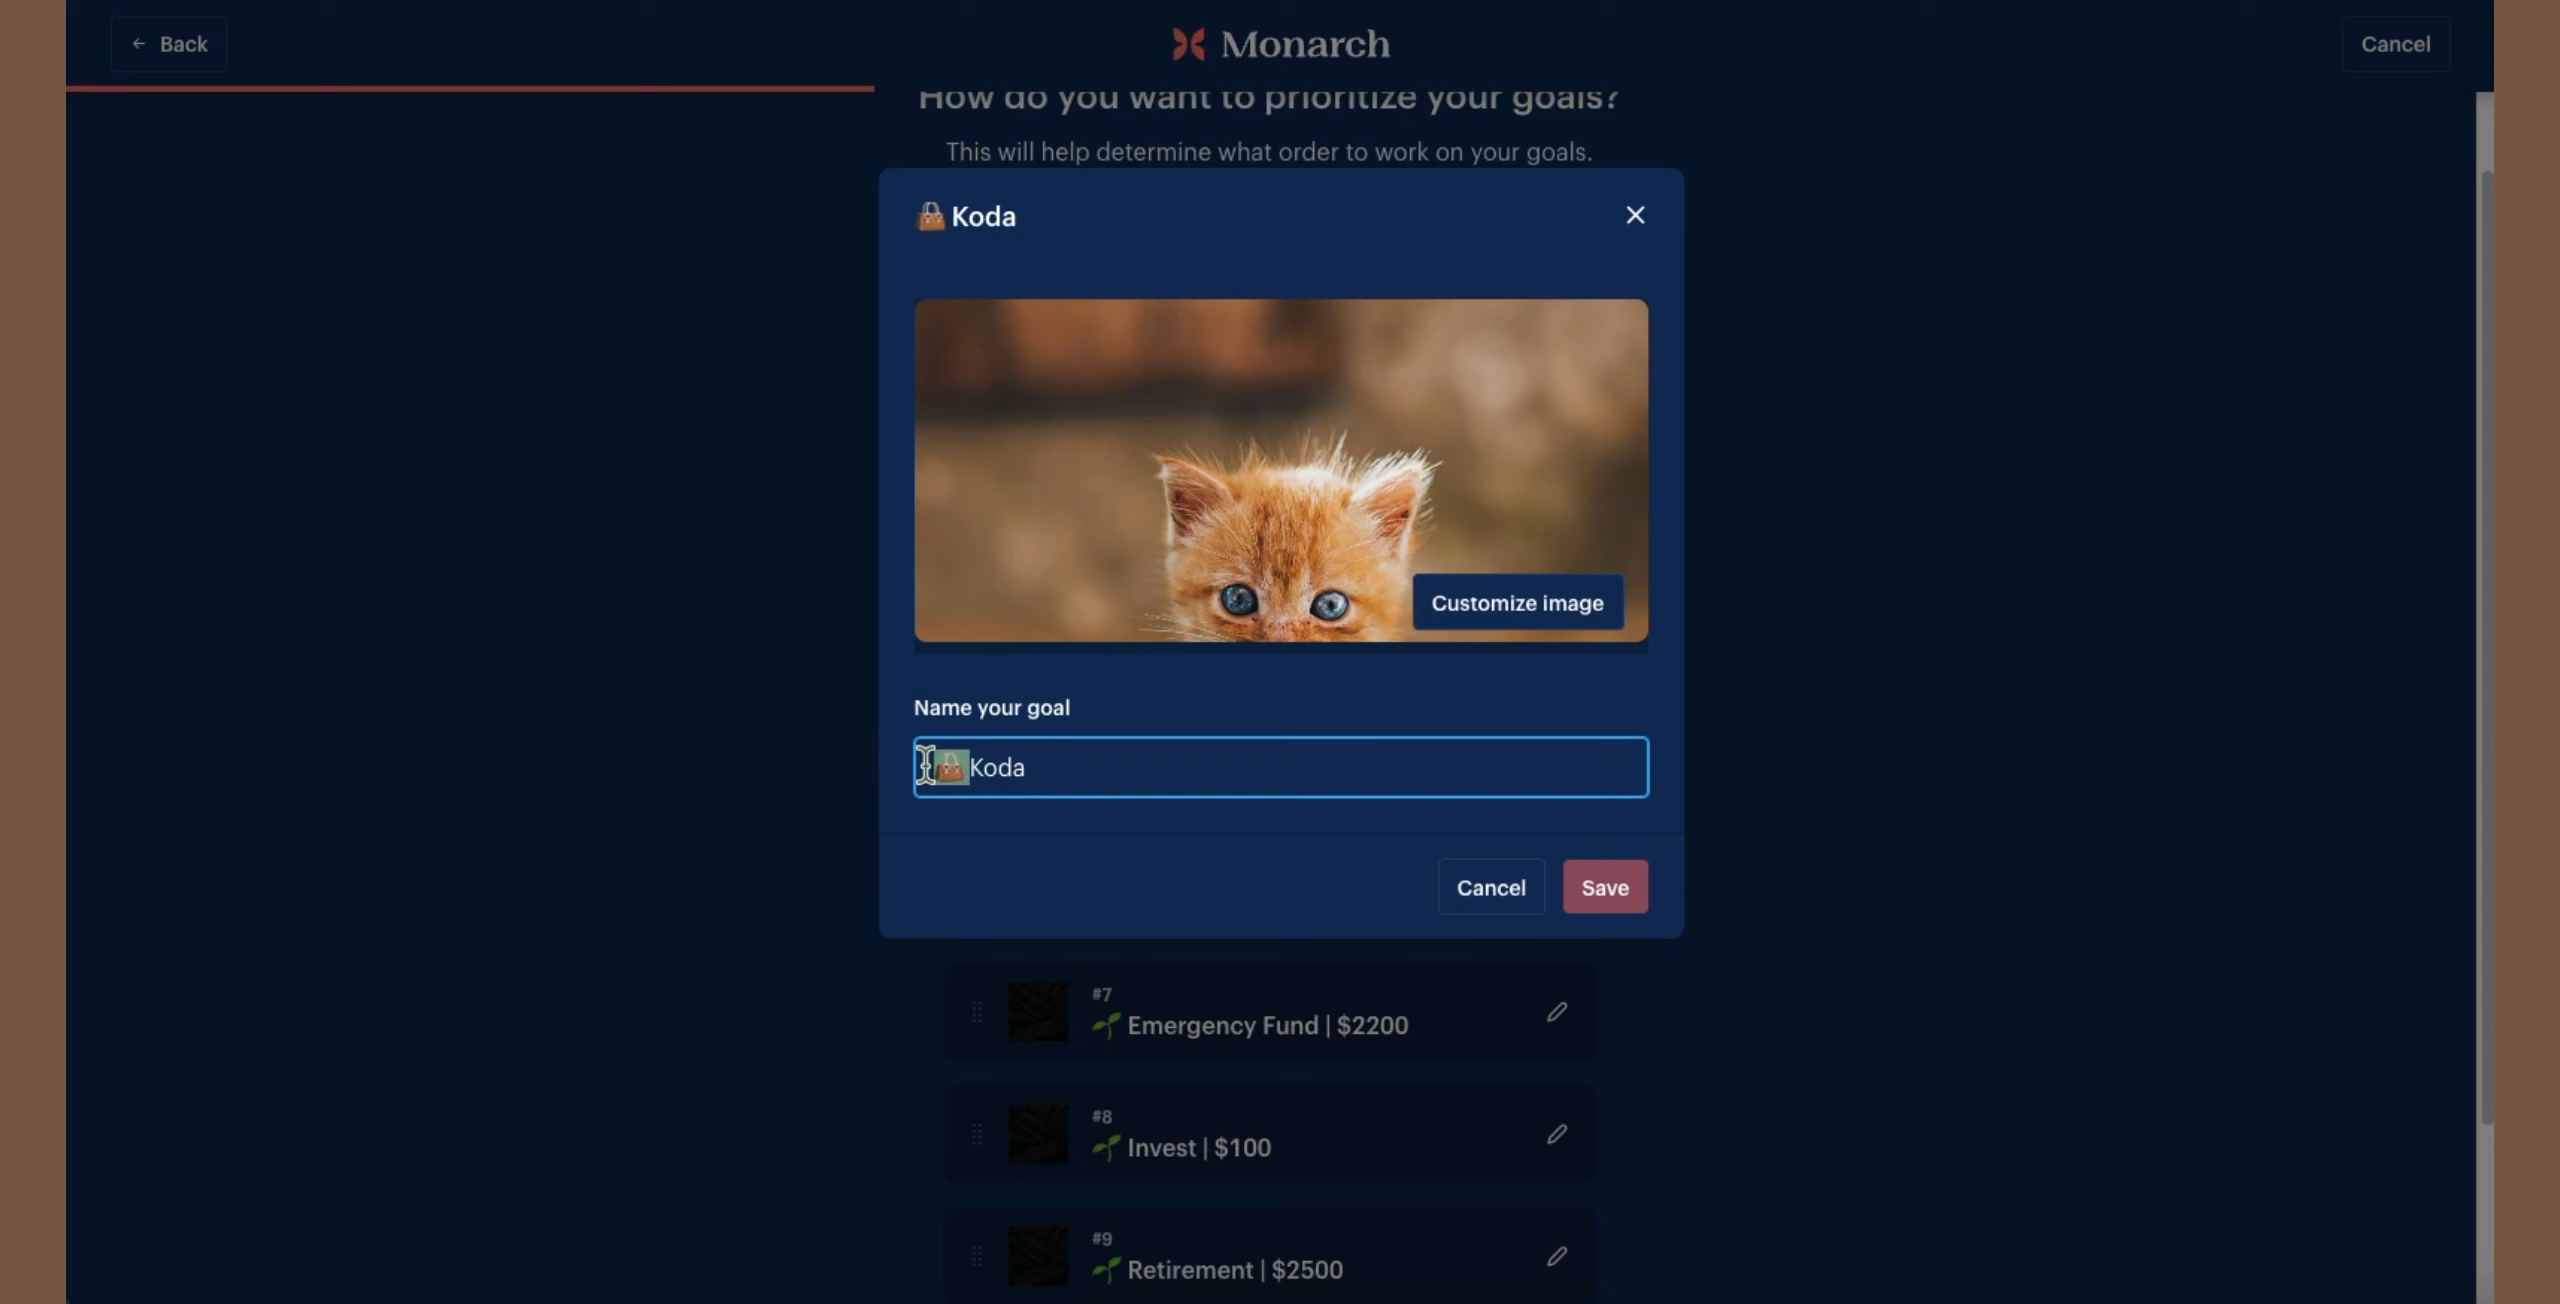 ← Back
Monarch
Cancel
How do you want to prioritize your goals?
This will help determine what order to work on your goals.
👜 Koda
Customize image
Name your goal
👜Koda
Cancel
Save
#7
🌱 Emergency Fund | $2200
#8
🌱 Invest | $100
#9
🌱 Retirement | $2500